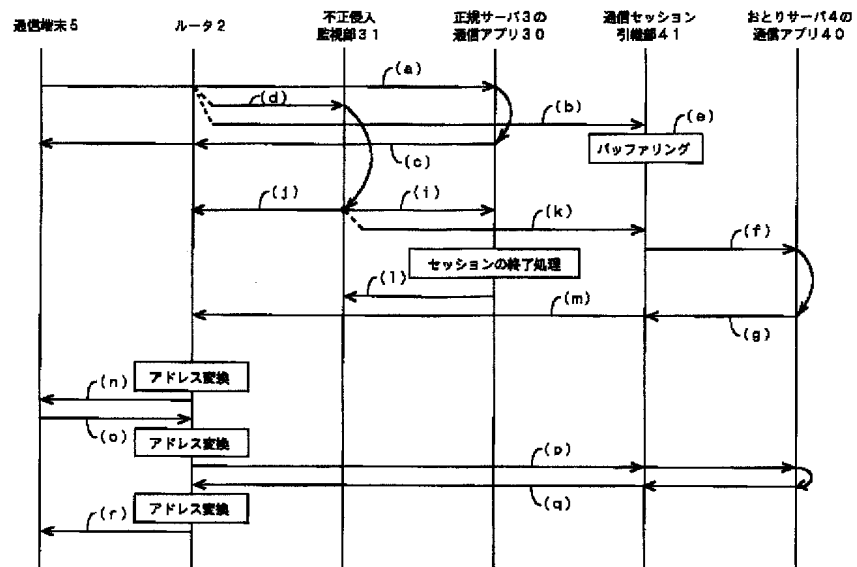 通信端末5
ルータ2
不正侵入
監視部31
正規サーバ3の
通信アプリ30
通信セッション
引継部41
おとりサーバ4の
通信アプリ40
(a)
(d)
(b)
(e)
バッファリング
(c)
(j)
(i)
(k)
(f)
セッションの終了処理
(l)
(m)
(g)
アドレス変換
(n)
(o)
アドレス変換
(p)
(q)
アドレス変換
(r)